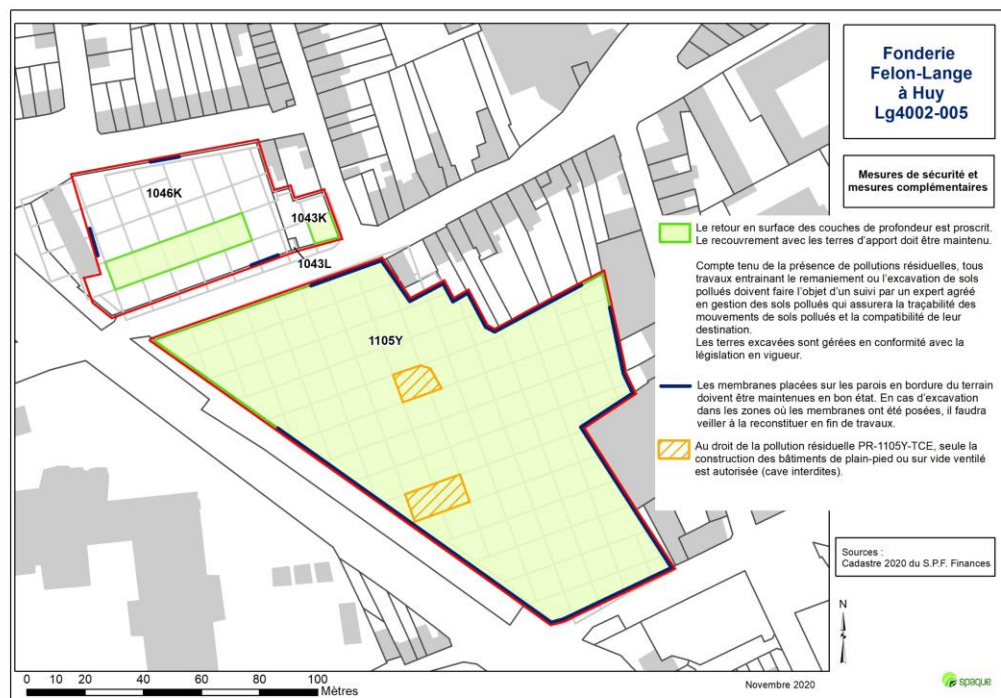 Fonderie
Felon-Lange
à Huy
Lg4002-005
Mesures de sécurité et
mesures complémentaires
1046K
1043K
1043L
1105Y
Le retour en surface des couches de profondeur est proscrit.
Le recouvrement avec les terres d'apport doit être maintenu.
Compte tenu de la présence de pollutions résiduelles, tous
travaux entrainant le remaniement ou l'excavation de sols
pollués doivent faire l'objet d'un suivi par un expert agréé
en gestion des sols pollués qui assurera la traçabilité des
mouvements de sols pollués et la compatibilité de leur
destination.
Les terres excavées sont gérées en conformité avec la
législation en vigueur.
Les membranes placées sur les parois en bordure du terrain
doivent être maintenues en bon état. En cas d'excavation
dans les zones où les membranes ont été posées, il faudra
veiller à la reconstituer en fin de travaux.
Au droit de la pollution résiduelle PR-1105Y-TCE, seule la
construction des bâtiments de plain-pied ou sur vide ventilé
est autorisée (cave interdites).
Sources :
Cadastre 2020 du S.P.F. Finances
N
0 20 40 60 80 100
Mètres
Novembre 2020
spaque